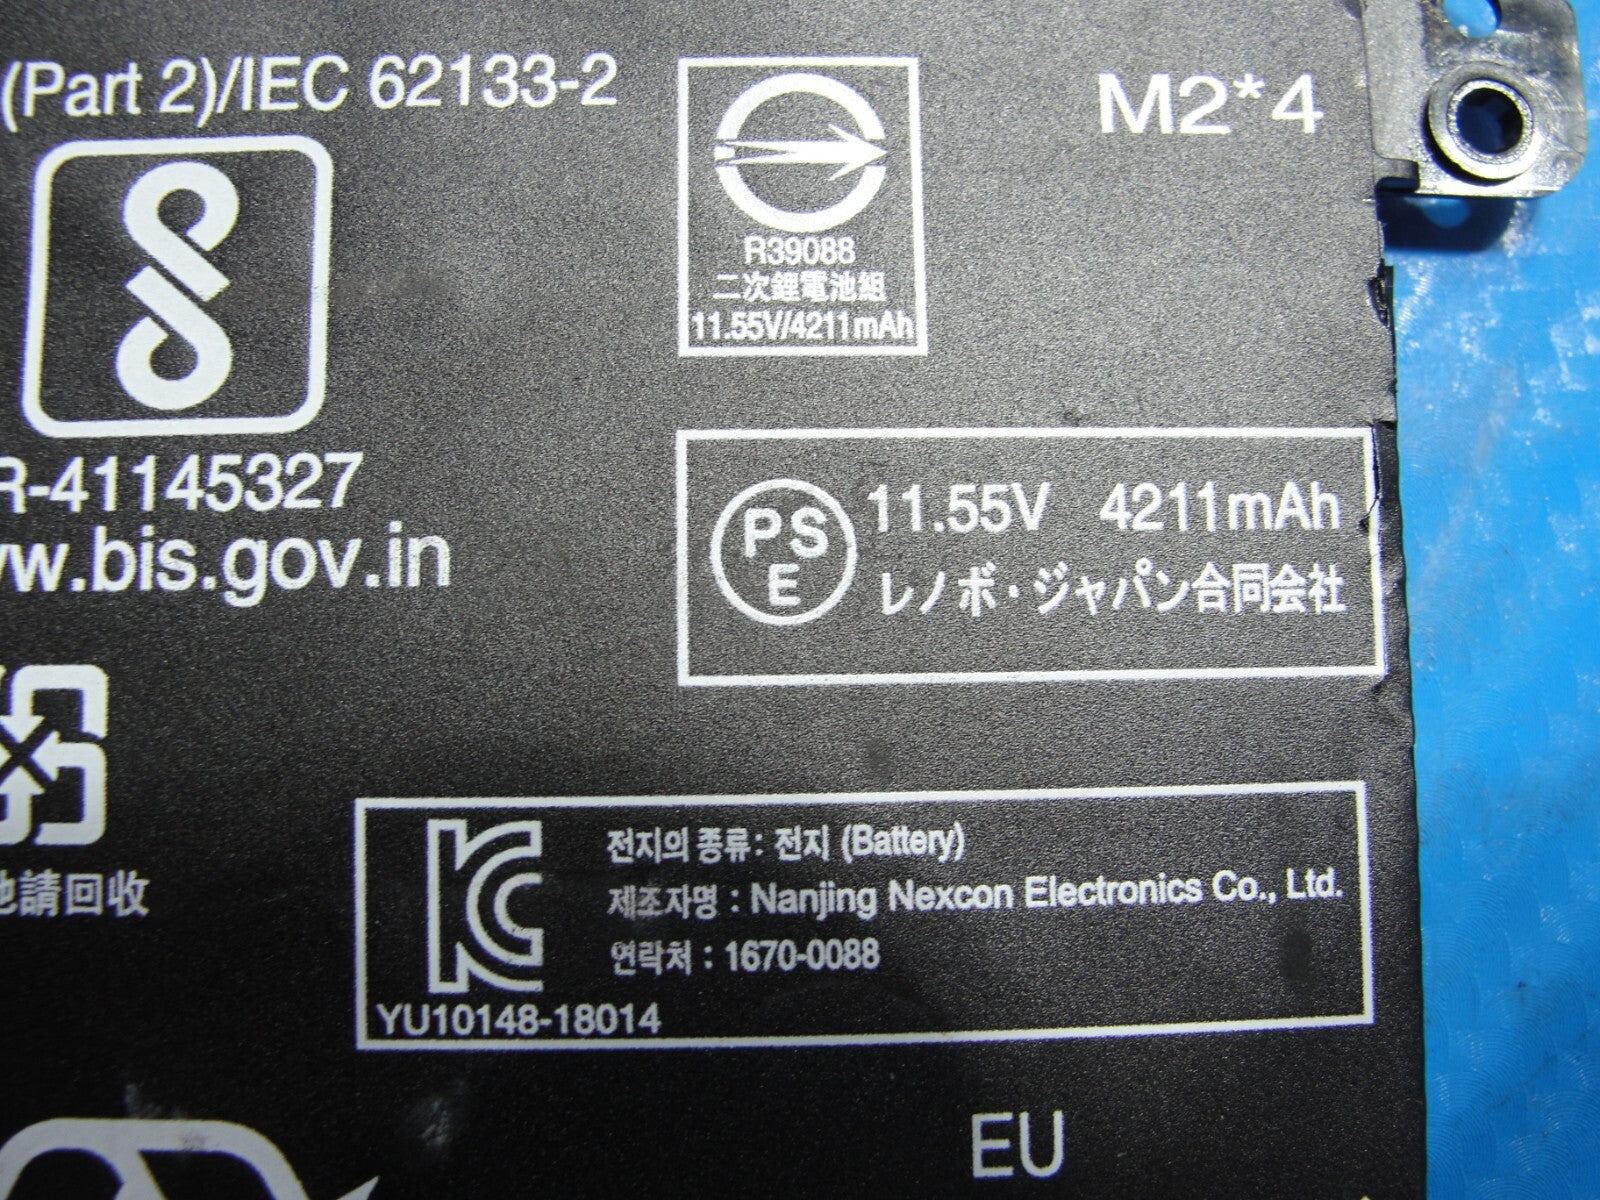 (Part 2)/IEC 62133-2
M2*4
R39088
二次鋰電池組
11.55V/4211mAh
R-41145327
www.bis.gov.in
PSE
11.55V 4211mAh
レノボ・ジャパン合同会社
池請回收
전지의 종류: 전지 (Battery)
제조자명 : Nanjing Nexcon Electronics Co., Ltd.
연락처 : 1670-0088
YU10148-18014
EU